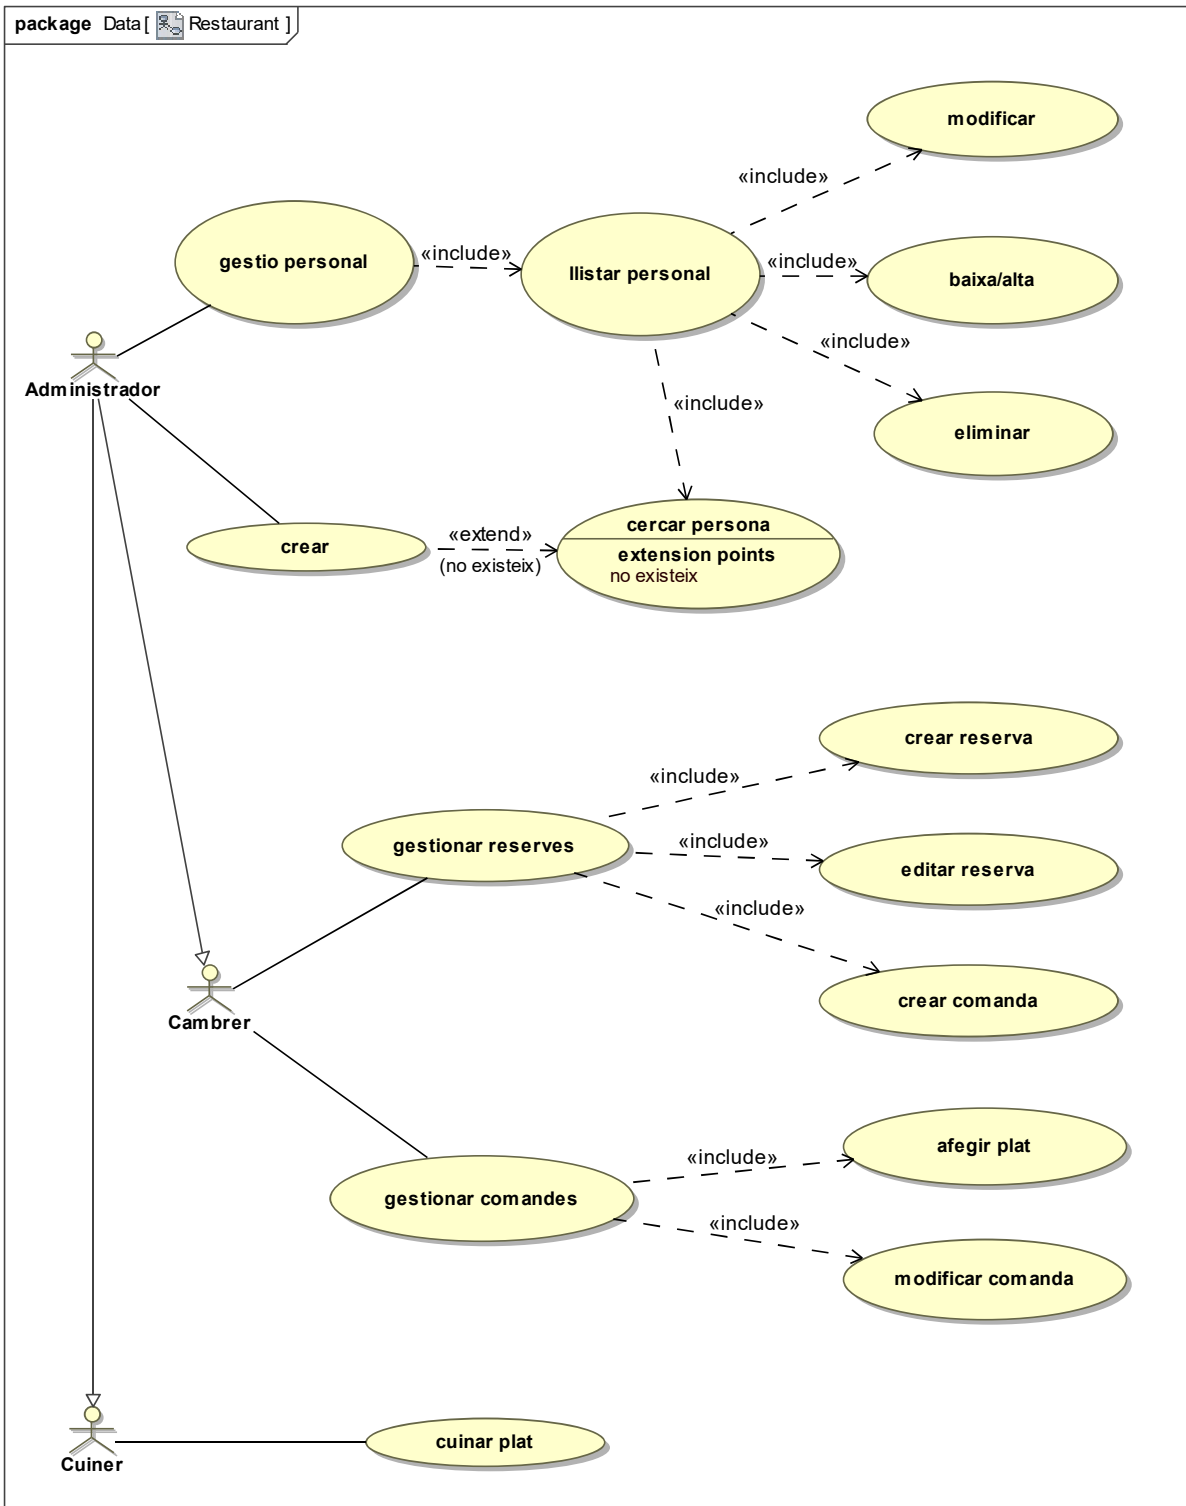 package Data [ Restaurant ]
modificar
«include»
gestio personal
«include»
llistar personal
«include»
baixa/alta
«include»
Administrador
«include»
eliminar
crear
«extend»
(no existeix)
cercar persona
extension points
no existeix
crear reserva
«include»
gestionar reserves
«include»
editar reserva
«include»
crear comanda
Cambrer
afegir plat
«include»
gestionar comandes
«include»
modificar comanda
Cuiner
cuinar plat